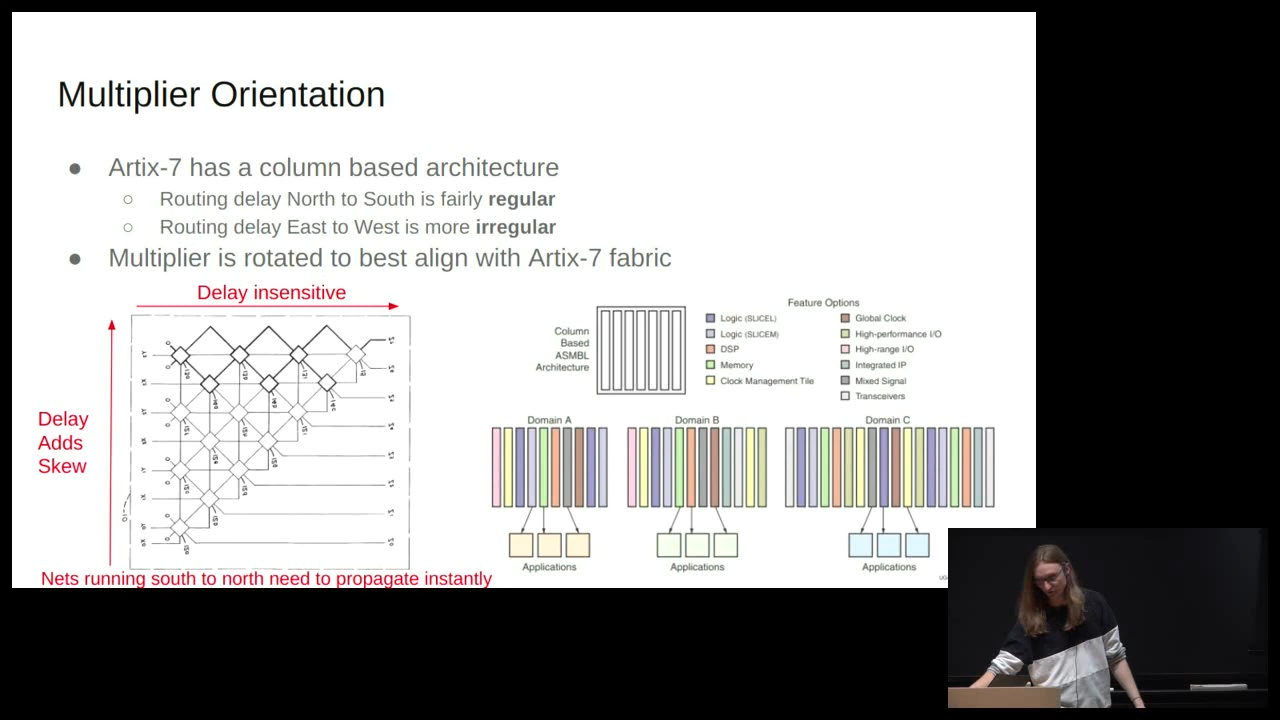 Multiplier Orientation
● Artix-7 has a column based architecture
○ Routing delay North to South is fairly regular
○ Routing delay East to West is more irregular
● Multiplier is rotated to best align with Artix-7 fabric
Delay insensitive
Delay
Adds
Skew
Nets running south to north need to propagate instantly
Column
Based
ASMBL
Architecture
Feature Options
Logic (SLICEL)
Logic (SLICEM)
DSP
Memory
Clock Management Tile
Global Clock
High-performance I/O
High-range I/O
Integrated IP
Mixed Signal
Transceivers
Domain A
Domain B
Domain C
Applications
Applications
Applications